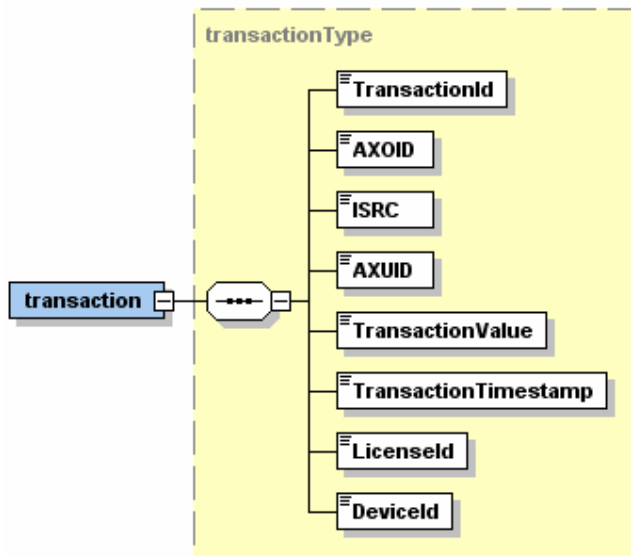 transactionType
TransactionId
AXOID
ISRC
AXUID
transaction
TransactionValue
TransactionTimestamp
LicenseId
DeviceId